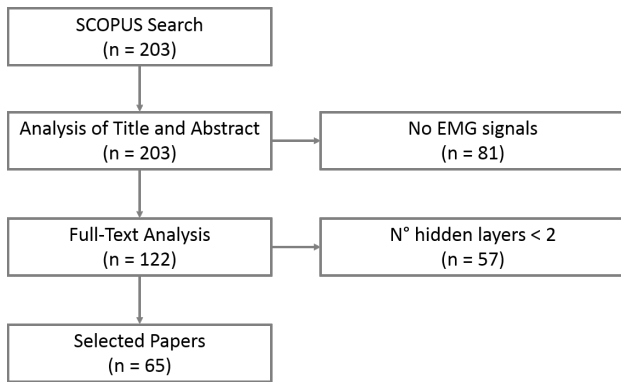 SCOPUS Search
(n = 203)
Analysis of Title and Abstract
(n = 203)
No EMG signals
(n = 81)
Full-Text Analysis
(n = 122)
N° hidden layers < 2
(n = 57)
Selected Papers
(n = 65)